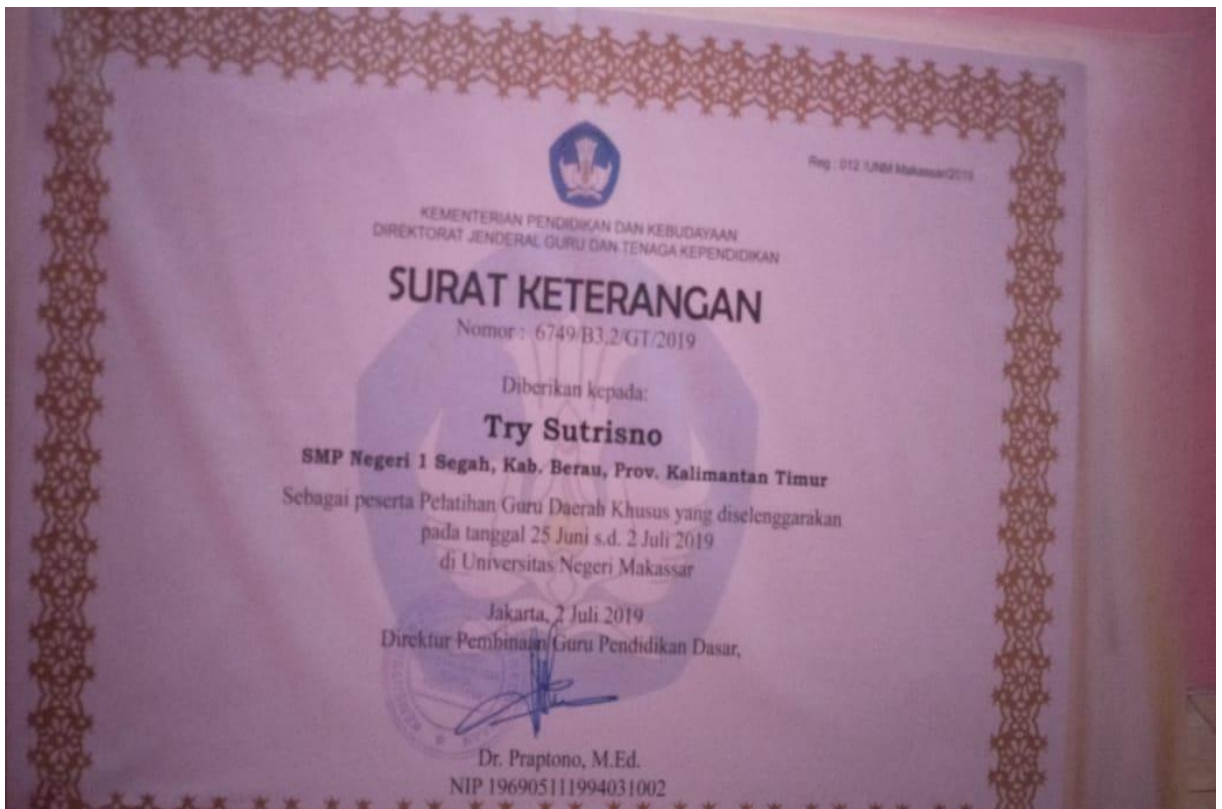 Reg : 012 /UNM Makassar/2019
KEMENTERIAN PENDIDIKAN DAN KEBUDAYAAN
DIREKTORAT JENDERAL GURU DAN TENAGA KEPENDIDIKAN
SURAT KETERANGAN
Nomor : 6749/B3.2/GT/2019
Diberikan kepada:
Try Sutrisno
SMP Negeri 1 Segah, Kab. Berau, Prov. Kalimantan Timur
Sebagai peserta Pelatihan Guru Daerah Khusus yang diselenggarakan
pada tanggal 25 Juni s.d. 2 Juli 2019
di Universitas Negeri Makassar
Jakarta, 2 Juli 2019
Direktur Pembinaan Guru Pendidikan Dasar,
Dr. Praptono, M.Ed.
NIP 196905111994031002